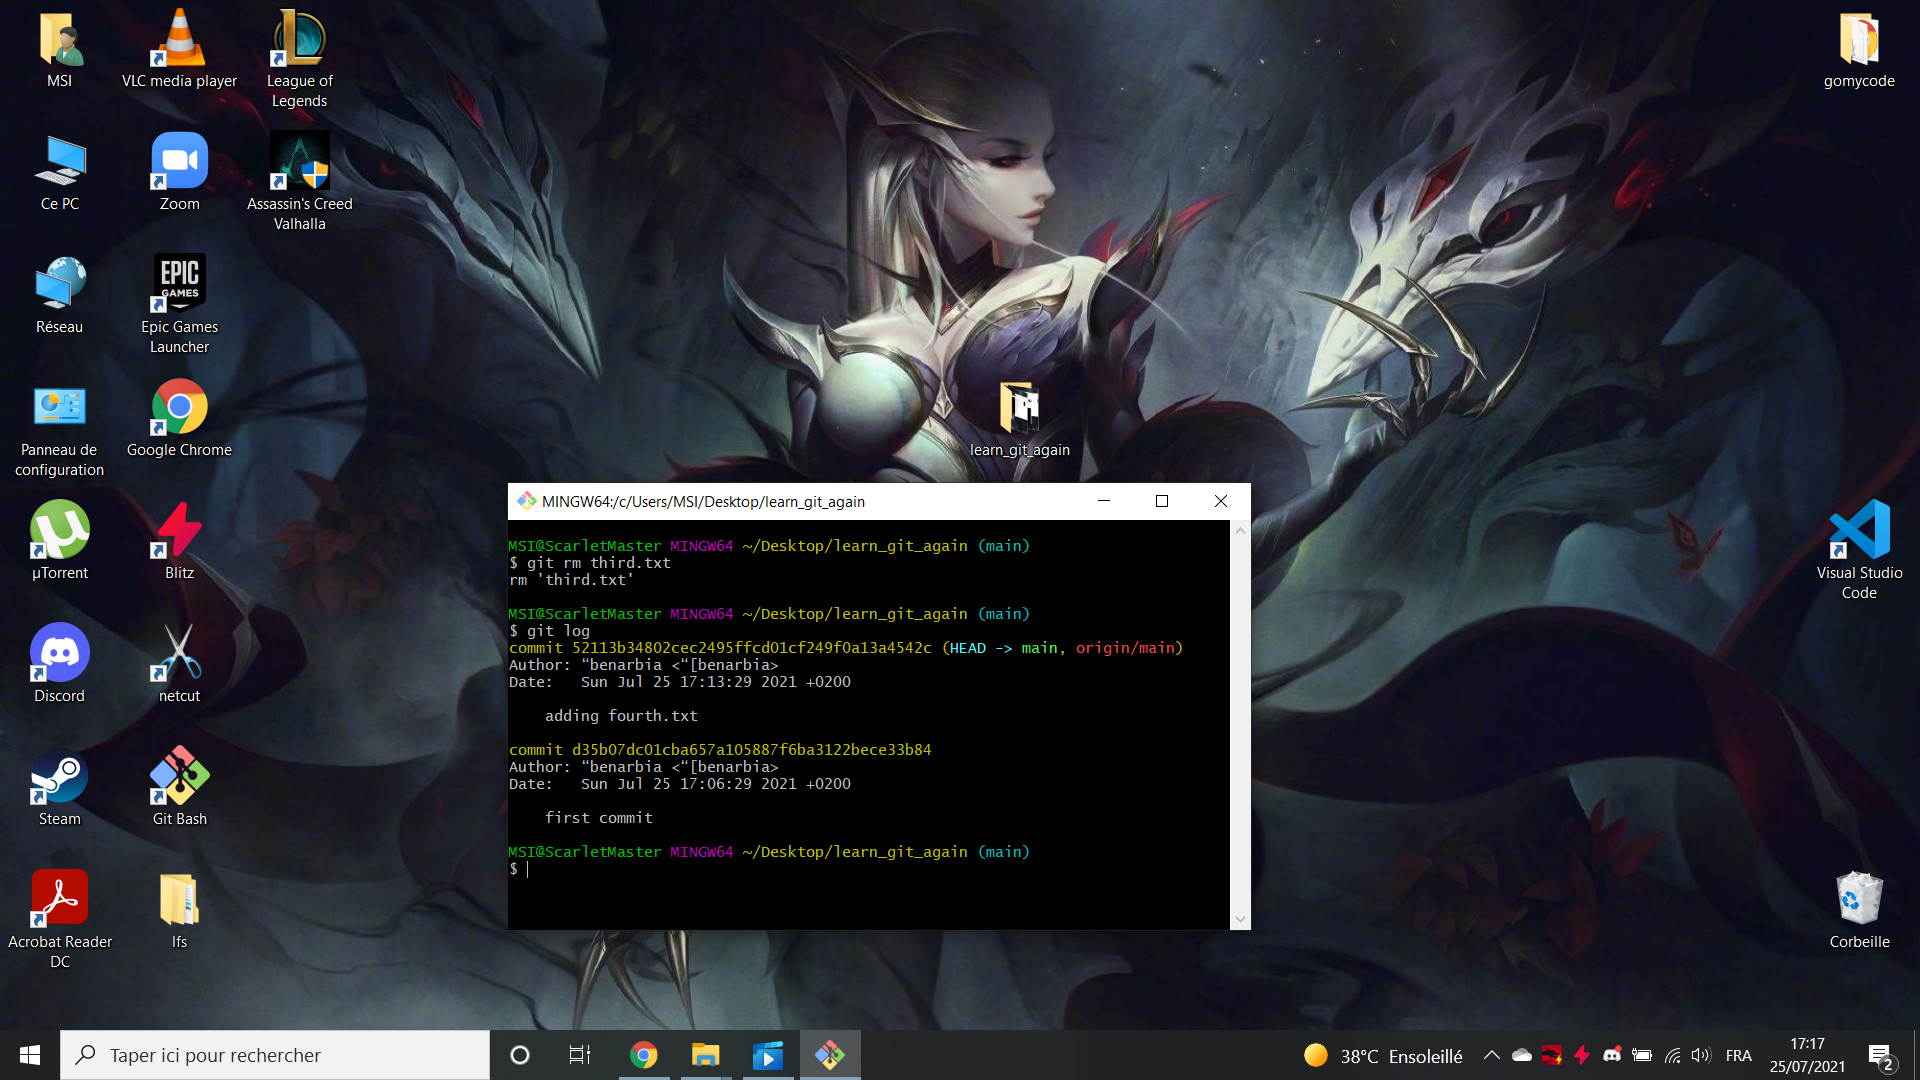 MSI
VLC media player
League of
Legends
gomycode
Ce PC
Zoom
Assassin's Creed
Valhalla
Réseau
EPIC
GAMES
Epic Games
Launcher
Panneau de
configuration
Google Chrome
learn_git_again
µTorrent
Blitz
Visual Studio
Code
Discord
netcut
Steam
Git Bash
Acrobat Reader
DC
lfs
Corbeille
MINGW64:/c/Users/MSI/Desktop/learn_git_again
MSI@ScarletMaster MINGW64 ~/Desktop/learn_git_again (main)
$ git rm third.txt
rm 'third.txt'
MSI@ScarletMaster MINGW64 ~/Desktop/learn_git_again (main)
$ git log
commit 52113b34802cec2495ffcd01cf249f0a13a4542c (HEAD -> main, origin/main)
Author: “benarbia <“[benarbia>
Date:   Sun Jul 25 17:13:29 2021 +0200
adding fourth.txt
commit d35b07dc01cba657a105887f6ba3122bece33b84
Author: “benarbia <“[benarbia>
Date:   Sun Jul 25 17:06:29 2021 +0200
first commit
MSI@ScarletMaster MINGW64 ~/Desktop/learn_git_again (main)
$
Taper ici pour rechercher
38°C Ensoleillé
FRA
17:17
25/07/2021
2